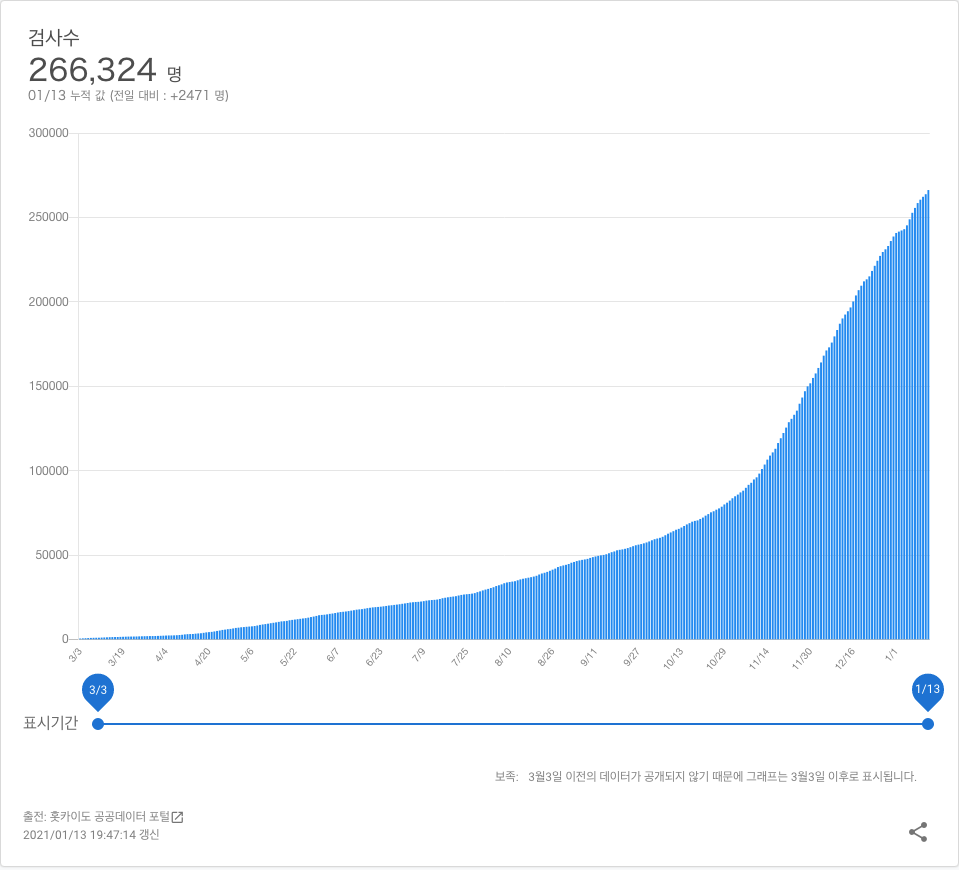 검사수
266,324 명
01/13 누적 값 (전일 대비 : +2471 명)
300000
250000
200000
150000
100000
50000
0
3/3 3/19 4/4 4/20 5/6 5/22 6/7 6/23 7/9 7/25 8/10 8/26 9/11 9/27 10/13 10/29 11/14 11/30 12/16 1/1
3/3 1/13
표시기간
보족: 3월3일 이전의 데이터가 공개되지 않기 때문에 그래프는 3월3일 이후로 표시됩니다.
출전: 홋카이도 공공데이터 포털
2021/01/13 19:47:14 갱신